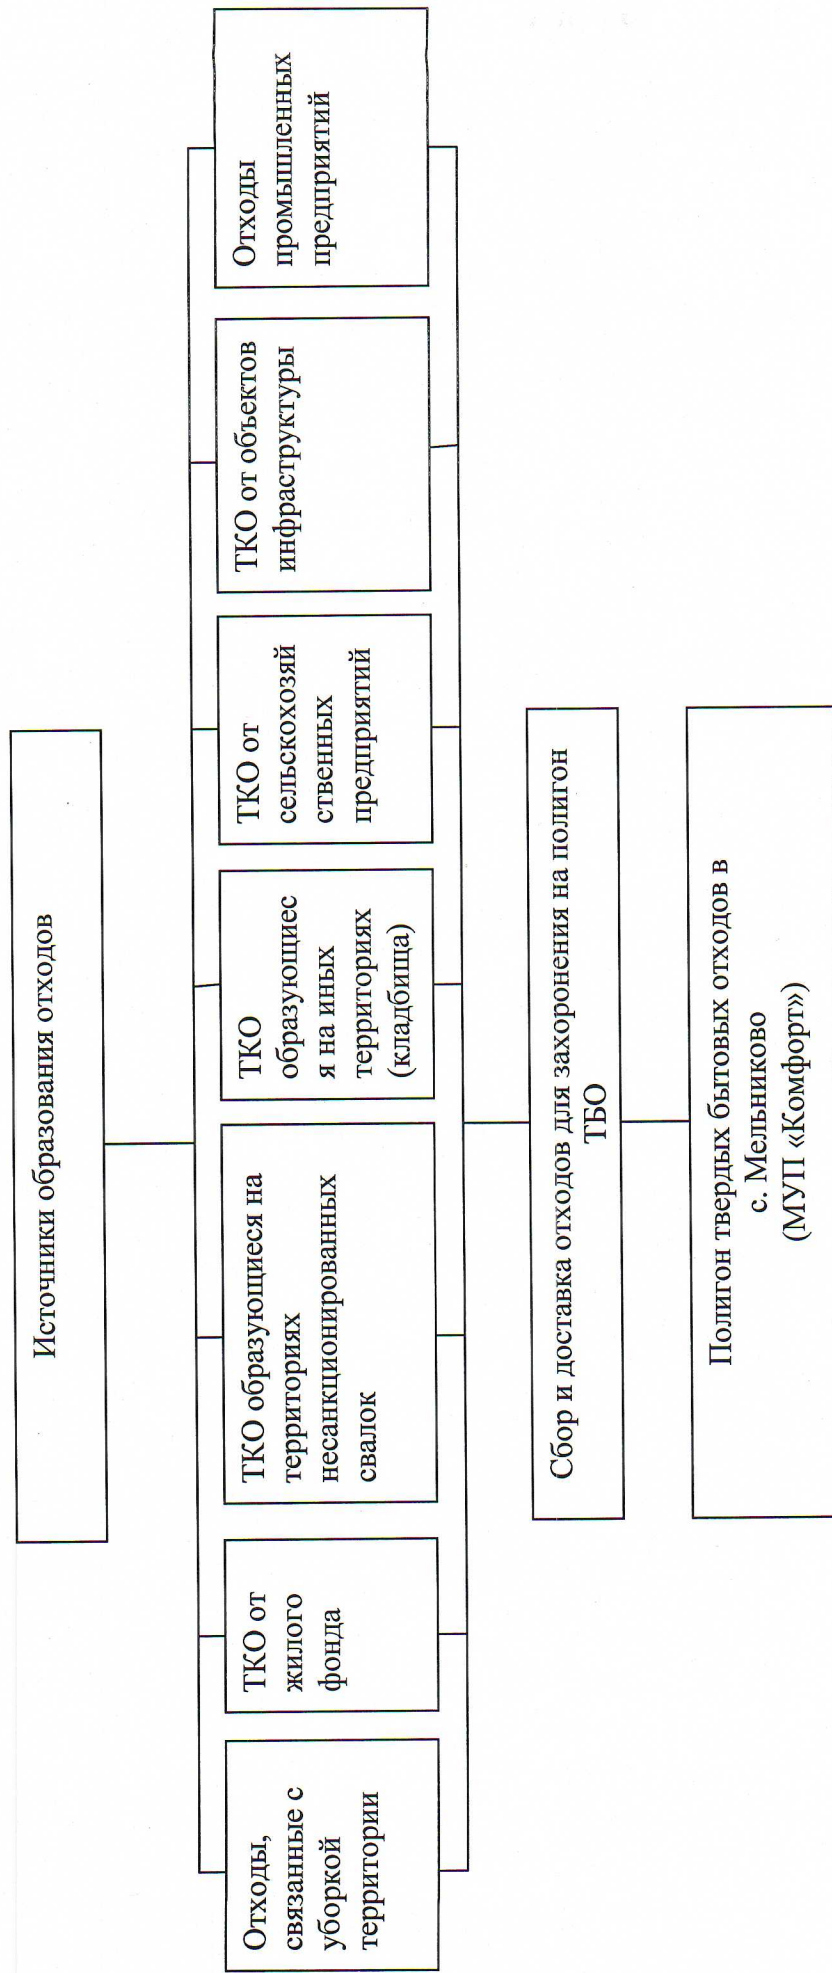 Источники образования отходов
Отходы,
связанные с
уборкой
территории
ТКО от
жилого
фонда
ТКО образующиеся на
территориях
несанкционированных
свалок
ТКО
образующиес
я на иных
территориях
(кладбища)
ТКО от
сельскохозяй
ственных
предприятий
ТКО от объектов
инфраструктуры
Отходы
промышленных
предприятий
Сбор и доставка отходов для захоронения на полигон
ТБО
Полигон твердых бытовых отходов в
с. Мельниково
(МУП «Комфорт»)